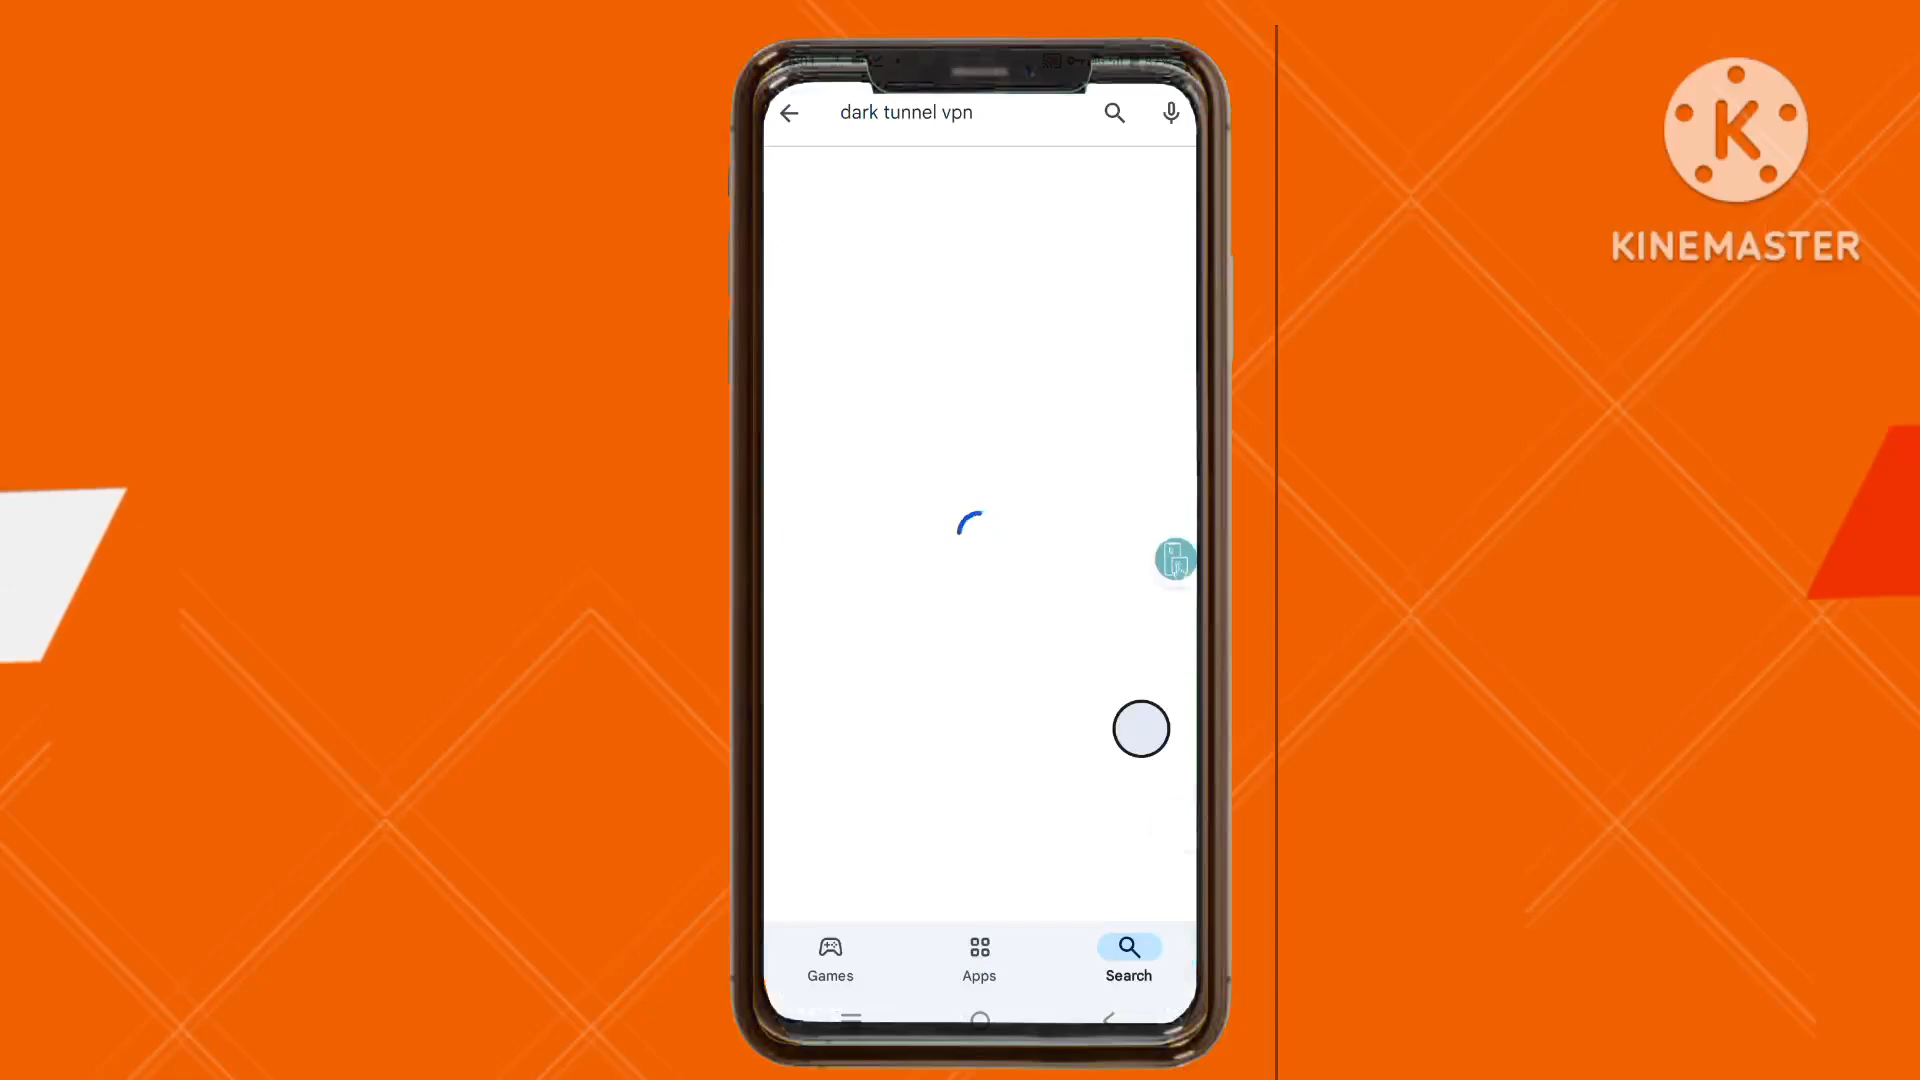 dark tunnel vpn
K
KINEMASTER
Games
Apps
Search